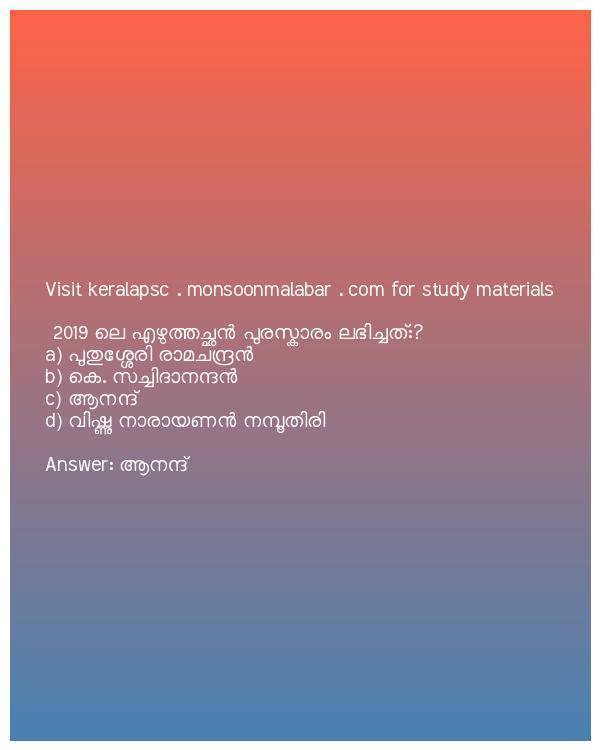 Visit keralapsc . monsoonmalabar . com for study materials
2019 ലെ എഴുത്തച്ഛൻ പുരസ്കാരം ലഭിച്ചത്:?
a) പുതുശ്ശേരി രാമചന്ദ്രൻ
b) കെ. സച്ചിദാനന്ദൻ
c) ആനന്ദ്
d) വിഷ്ണു നാരായണൻ നമ്പൂതിരി
Answer: ആനന്ദ്